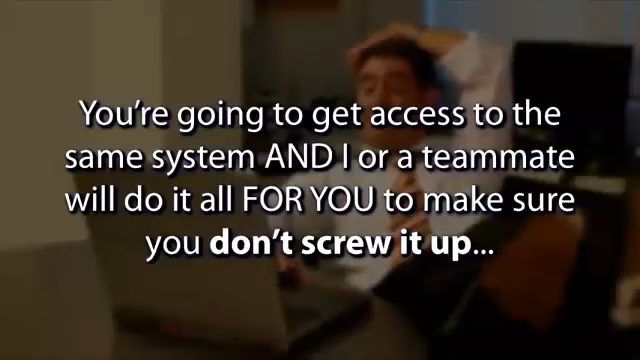 You're going to get access to the
same system AND I or a teammate
will do it all FOR YOU to make sure
you don't screw it up...